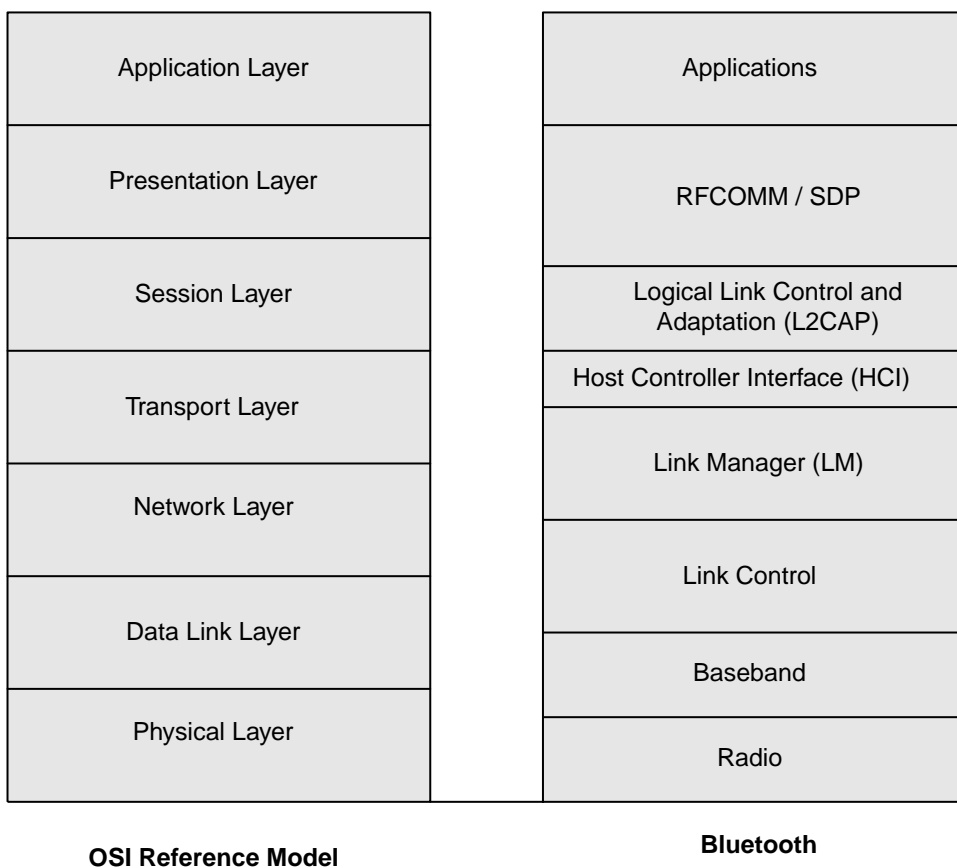 Application Layer
Presentation Layer
Session Layer
Transport Layer
Network Layer
Data Link Layer
Physical Layer
OSI Reference Model
Applications
RFCOMM / SDP
Logical Link Control and
Adaptation (L2CAP)
Host Controller Interface (HCI)
Link Manager (LM)
Link Control
Baseband
Radio
Bluetooth